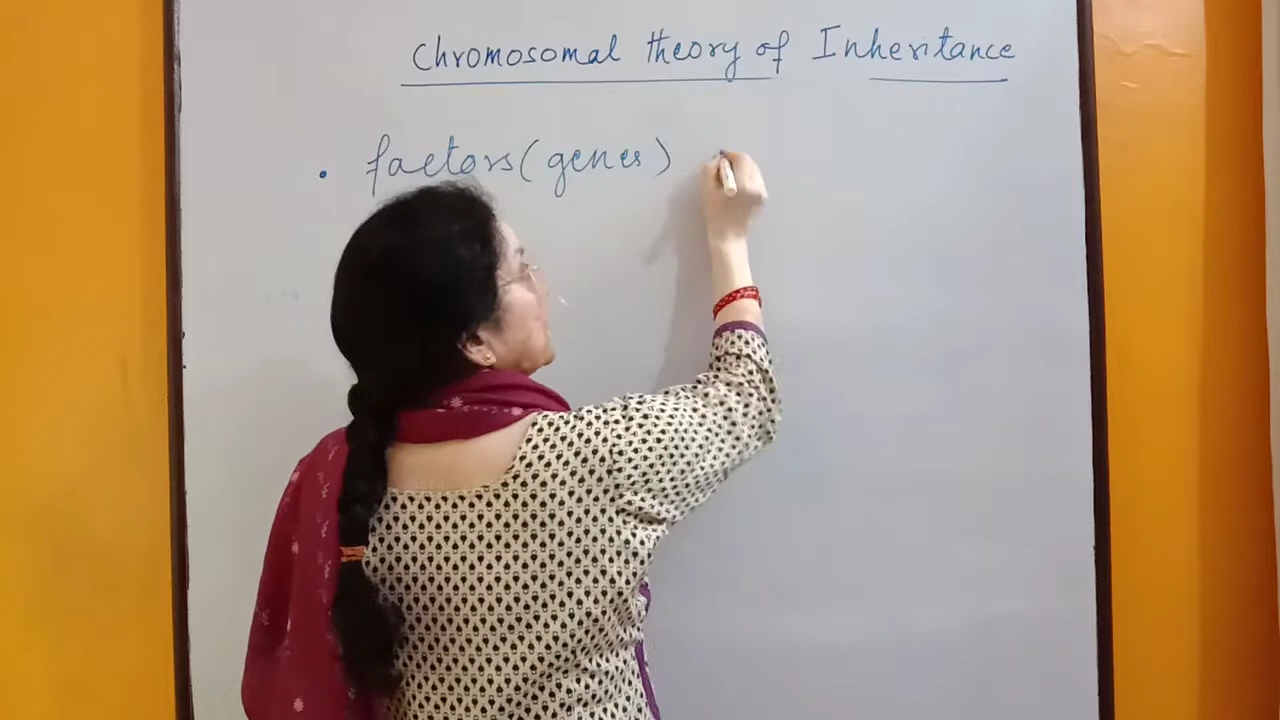 Chromosomal theory of Inheritance
. factors (genes)